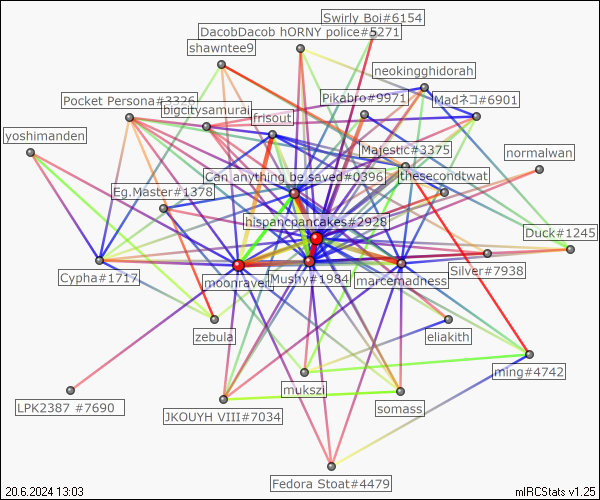 Swirly Boi#6154
DacobDacob hORNY police#5271
shawntee9
neokingghidorah
Pikabro#9971
Madネコ#6901
Pocket Persona#3326
bigcitysamurai
frisout
yoshimanden
Majestic#3375
normalwan
Can anything be saved#0396
thesecondtwat
Eg.Master#1378
hispancpancakes#2928
Duck#1245
Cypha#1717
moonraven
Mushy#1984
marcemadness
Silver#7938
zebula
eliakith
ming#4742
mukszi
LPK2387 #7690
JKOUYH VIII#7034
somass
Fedora Stoat#4479
20.6.2024 13:03
mIRCStats v1.25